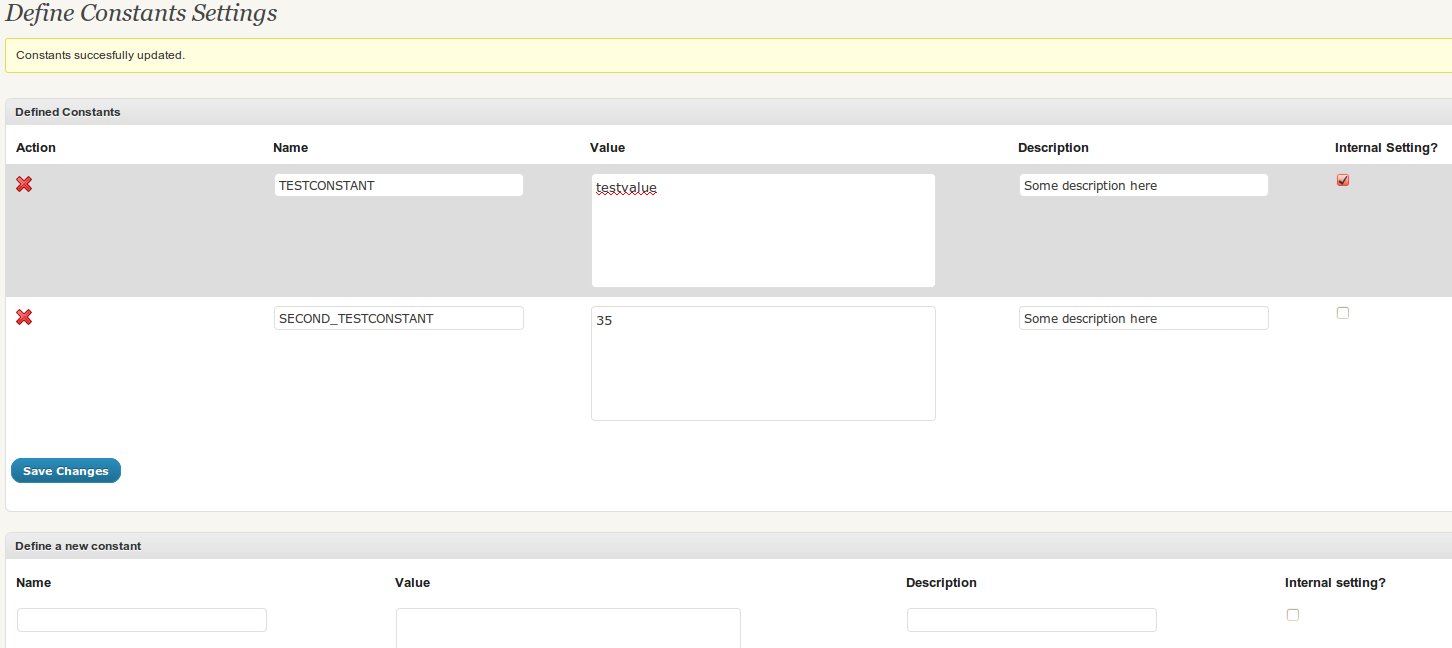 Define Constants Settings
Constants succesfully updated.
Defined Constants
Action Name Value Description Internal Setting?
TESTCONSTANT testvalue Some description here
SECOND_TESTCONSTANT 35 Some description here
Save Changes
Define a new constant
Name Value Description Internal setting?